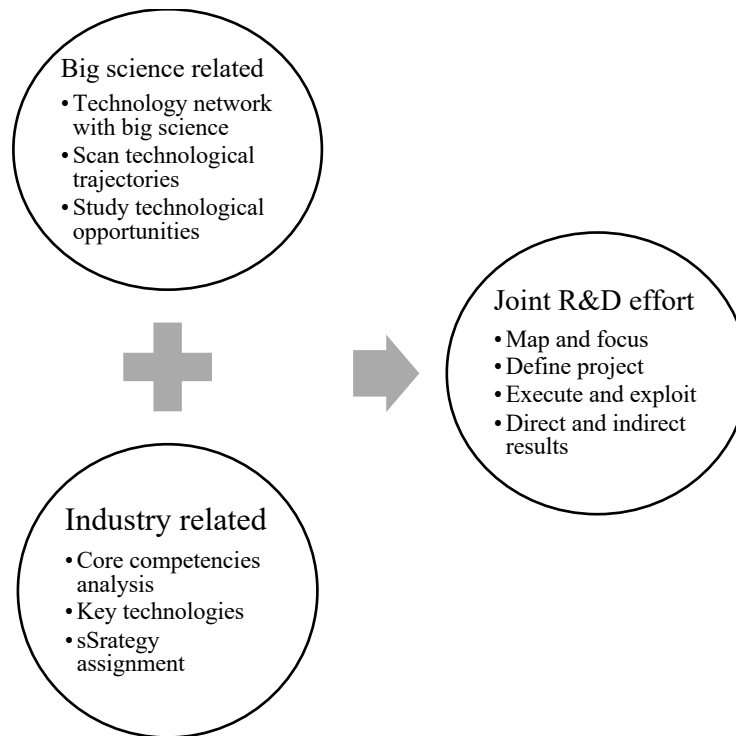 Big science related
• Technology network
with big science
• Scan technological
trajectories
• Study technological
opportunities
Joint R&D effort
• Map and focus
• Define project
• Execute and exploit
• Direct and indirect
results
Industry related
• Core competencies
analysis
• Key technologies
• sSrategy
assignment